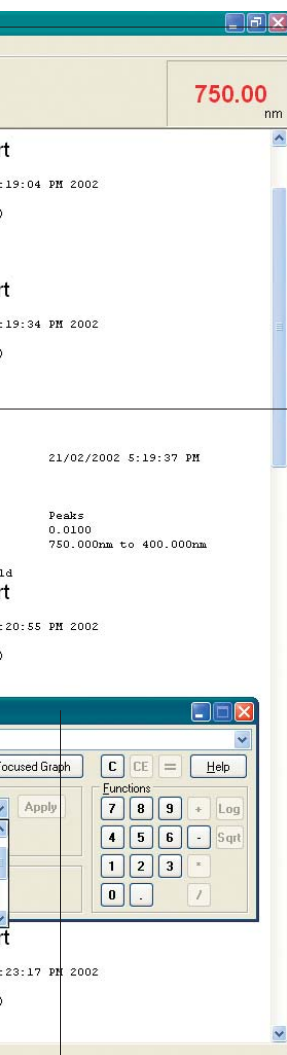 750.00
nm
rt
:19:04 PM 2002
)
rt
:19:34 PM 2002
)
21/02/2002 5:19:37 PM
Peaks
0.0100
750.000nm to 400.000nm
ld
rt
:20:55 PM 2002
)
Focused Graph C CE = Help
Functions
Apply 7 8 9 + Log
4 5 6 - Sqrt
1 2 3 *
0 . /
rt
:23:17 PM 2002
)